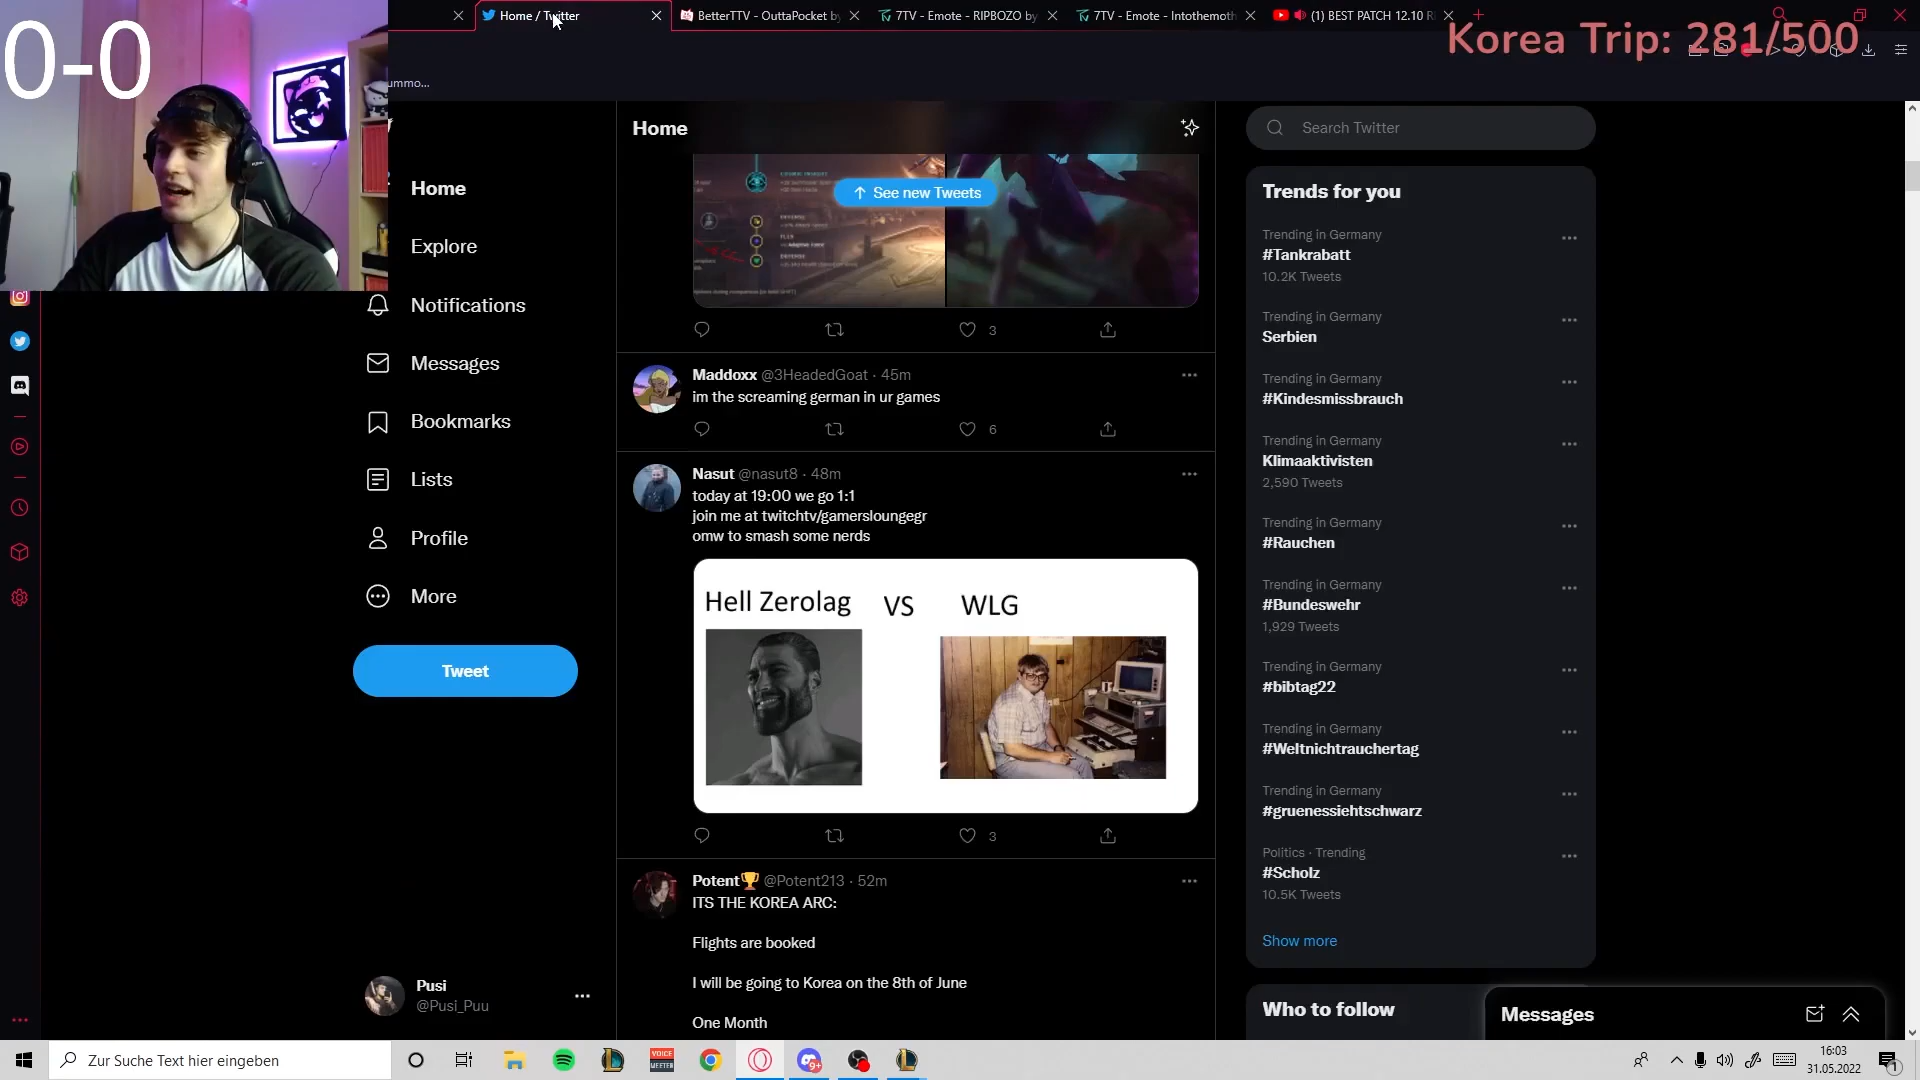 0-0
Home / Twitter
BetterTTV - OuttaPocket by
7TV - Emote - RIPBOZO by
7TV - Emote - Intothemoth
(1) BEST PATCH 12.10 R
Korea Trip: 281/500
ummo...
Home
Explore
Notifications
Messages
Bookmarks
Lists
Profile
More
Tweet
Pusi
@Pusi_Puu
Home
See new Tweets
3
Maddoxx @3HeadedGoat · 45m
im the screaming german in ur games
6
Nasut @nasut8 · 48m
today at 19:00 we go 1:1
join me at twitchtv/gamersloungegr
omw to smash some nerds
Hell Zerolag VS WLG
3
Potent🏆 @Potent213 · 52m
ITS THE KOREA ARC:
Flights are booked
I will be going to Korea on the 8th of June
One Month
Search Twitter
Trends for you
Trending in Germany
#Tankrabatt
10.2K Tweets
Trending in Germany
Serbien
Trending in Germany
#Kindesmissbrauch
Trending in Germany
Klimaaktivisten
2,590 Tweets
Trending in Germany
#Rauchen
Trending in Germany
#Bundeswehr
1,929 Tweets
Trending in Germany
#bibtag22
Trending in Germany
#Weltnichtrauchertag
Trending in Germany
#gruenessiehtschwarz
Politics · Trending
#Scholz
10.5K Tweets
Show more
Who to follow
Messages
Zur Suche Text hier eingeben
VOICE
MEETER
9+
16:03
31.05.2022
1